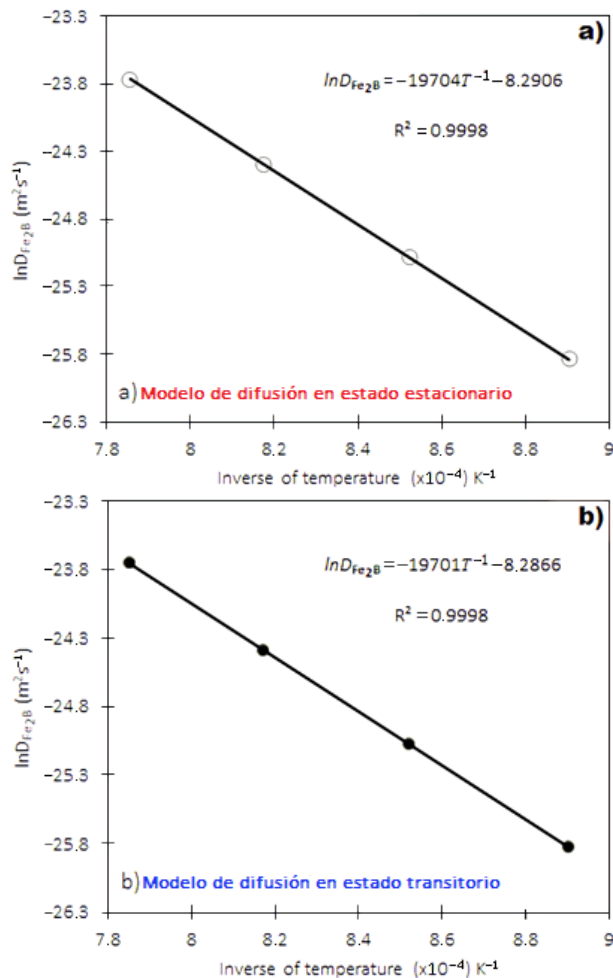 a)
−23.3
−23.8
−24.3
−24.8
−25.3
−25.8
−26.3
lnD_Fe₂B (m²s⁻¹)
lnD_Fe₂B=−19704T⁻¹−8.2906
R² = 0.9998
a) Modelo de difusión en estado estacionario
7.8 8 8.2 8.4 8.6 8.8 9
Inverse of temperature (x10⁻⁴) K⁻¹
b)
−23.3
−23.8
−24.3
−24.8
−25.3
−25.8
−26.3
lnD_Fe₂B (m²s⁻¹)
lnD_Fe₂B=−19701T⁻¹−8.2866
R² = 0.9998
b) Modelo de difusión en estado transitorio
7.8 8 8.2 8.4 8.6 8.8 9
Inverse of temperature (x10⁻⁴) K⁻¹